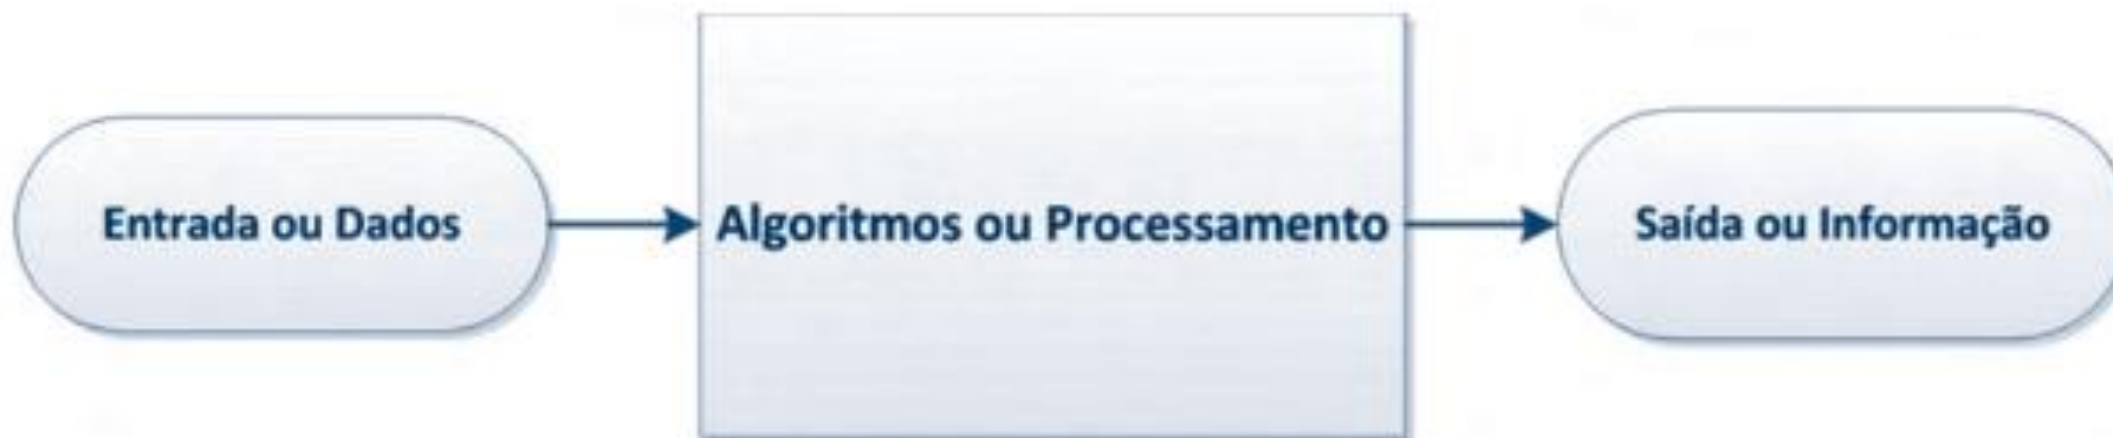 Entrada ou Dados
Algoritmos ou Processamento
Saída ou Informação